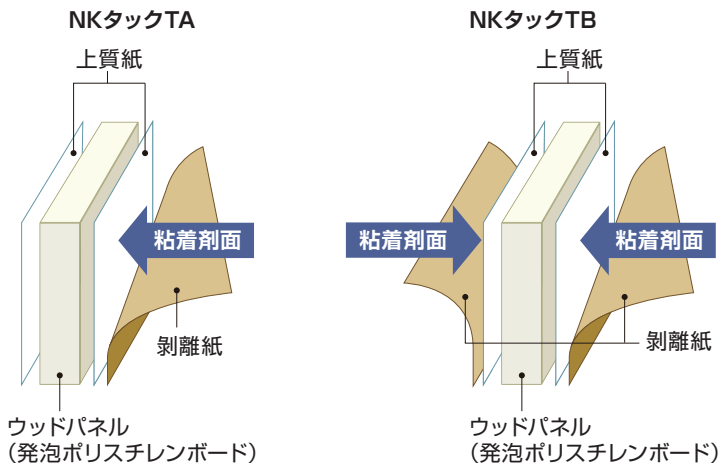 NKタックTA
上質紙
粘着剤面
剝離紙
ウッドパネル
（発泡ポリスチレンボード）
NKタックTB
上質紙
粘着剤面
粘着剤面
剝離紙
ウッドパネル
（発泡ポリスチレンボード）